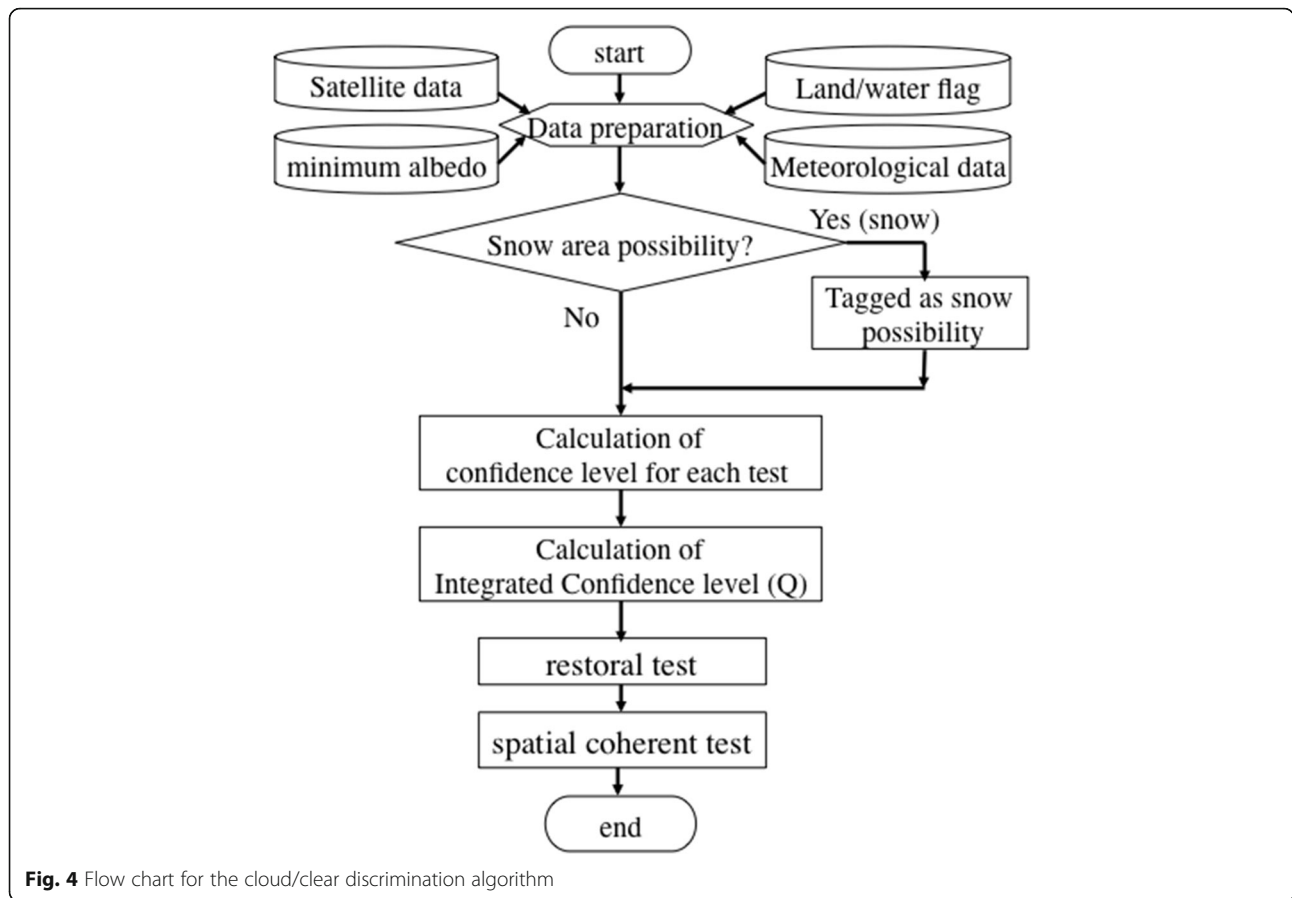 start
Satellite data
Land/water flag
Data preparation
minimum albedo
Meteorological data
Yes (snow)
Snow area possibility?
Tagged as snow
possibility
No
Calculation of
confidence level for each test
Calculation of
Integrated Confidence level (Q)
restoral test
spatial coherent test
end
Fig. 4 Flow chart for the cloud/clear discrimination algorithm